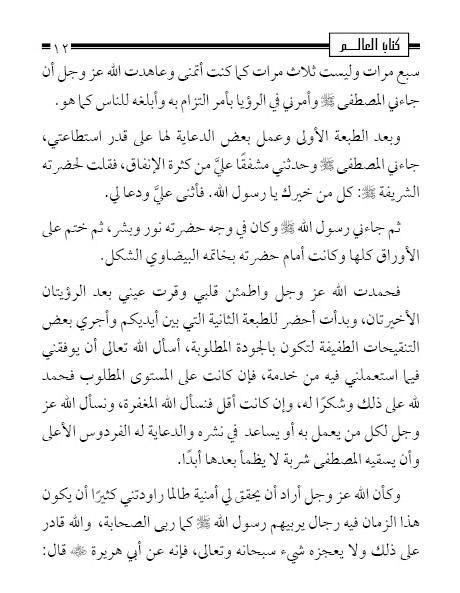 كتاب العالـم
١٢
سبع مرات وليست ثلاث مرات كما كنت أتمنى وعاهدت الله عز وجل أن
جاءني المصطفى ﷺ وأمرني في الرؤيا بأمر التزام به وأبلغه للناس كما هو.
وبعد الطبعة الأولى وعمل بعض الدعاية لها على قدر استطاعتي،
جاءني المصطفى ﷺ وحدثني مشفقًا عليَّ من كثرة الإنفاق، فقلت لحضرته
الشريفة ﷺ: كل من خيرك يا رسول الله. فأثنى عليَّ ودعا لي.
ثم جاءني رسول الله ﷺ وكان في وجه حضرته نور وبشر، ثم ختم على
الأوراق كلها وكانت أمام حضرته بخاتمه البيضاوي الشكل.
فحمدت الله عز وجل واطمئن قلبي وقرت عيني بعد الرؤيتان
الأخيرتان، وبدأت أحضر للطبعة الثانية التي بين أيديكم وأجري بعض
التنقيحات الطفيفة لتكون بالجودة المطلوبة، أسأل الله تعالى أن يوفقني
فيما استعملني فيه من خدمة، فإن كانت على المستوى المطلوب فحمد
لله على ذلك وشكرًا له، وإن كانت أقل فنسأل الله المغفرة، ونسأل الله عز
وجل لكل من يعمل به أو يساعد في نشره والدعاية له الفردوس الأعلى
وأن يسقيه المصطفى شربة لا يظمأ بعدها أبدًا.
وكأن الله عز وجل أراد أن يحقق لي أمنية طالما راودتني كثيرًا أن يكون
هذا الزمان فيه رجال يربيهم رسول الله ﷺ كما ربى الصحابة، والله قادر
على ذلك ولا يعجزه شيء سبحانه وتعالى، فإنه عن أبي هريرة قال: